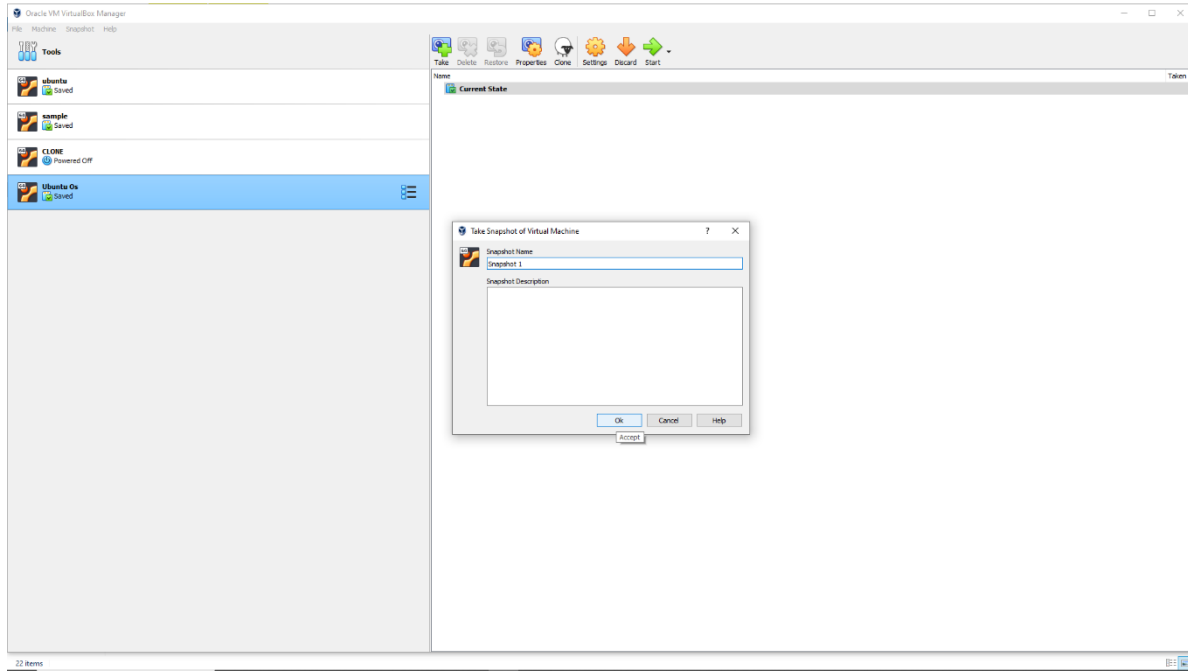 Oracle VM VirtualBox Manager
File Machine Snapshot Help
Tools
Take Delete Restore Properties Clone Settings Discard Start
Name Taken
Current State
ubuntu
Saved
sample
Saved
CLONE
Powered Off
Ubuntu Os
Saved
Take Snapshot of Virtual Machine ?
Snapshot Name
Snapshot 1
Snapshot Description
Ok Cancel Help
Accept
22 items